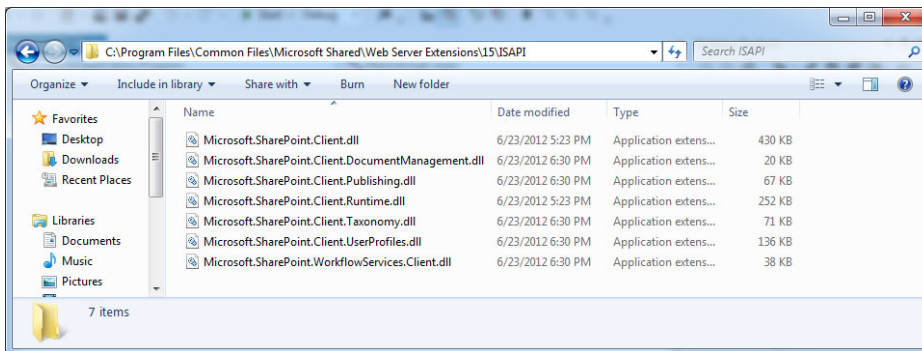 C:\Program Files\Common Files\Microsoft Shared\Web Server Extensions\15\ISAPI Search ISAPI
Organize Include in library Share with Burn New folder
Favorites
Desktop
Downloads
Recent Places
Libraries
Documents
Music
Pictures
Name Date modified Type Size
Microsoft.SharePoint.Client.dll 6/23/2012 5:23 PM Application extens... 430 KB
Microsoft.SharePoint.Client.DocumentManagement.dll 6/23/2012 6:30 PM Application extens... 20 KB
Microsoft.SharePoint.Client.Publishing.dll 6/23/2012 6:30 PM Application extens... 67 KB
Microsoft.SharePoint.Client.Runtime.dll 6/23/2012 5:23 PM Application extens... 252 KB
Microsoft.SharePoint.Client.Taxonomy.dll 6/23/2012 6:30 PM Application extens... 71 KB
Microsoft.SharePoint.Client.UserProfiles.dll 6/23/2012 6:30 PM Application extens... 136 KB
Microsoft.SharePoint.WorkflowServices.Client.dll 6/23/2012 6:30 PM Application extens... 38 KB
7 items